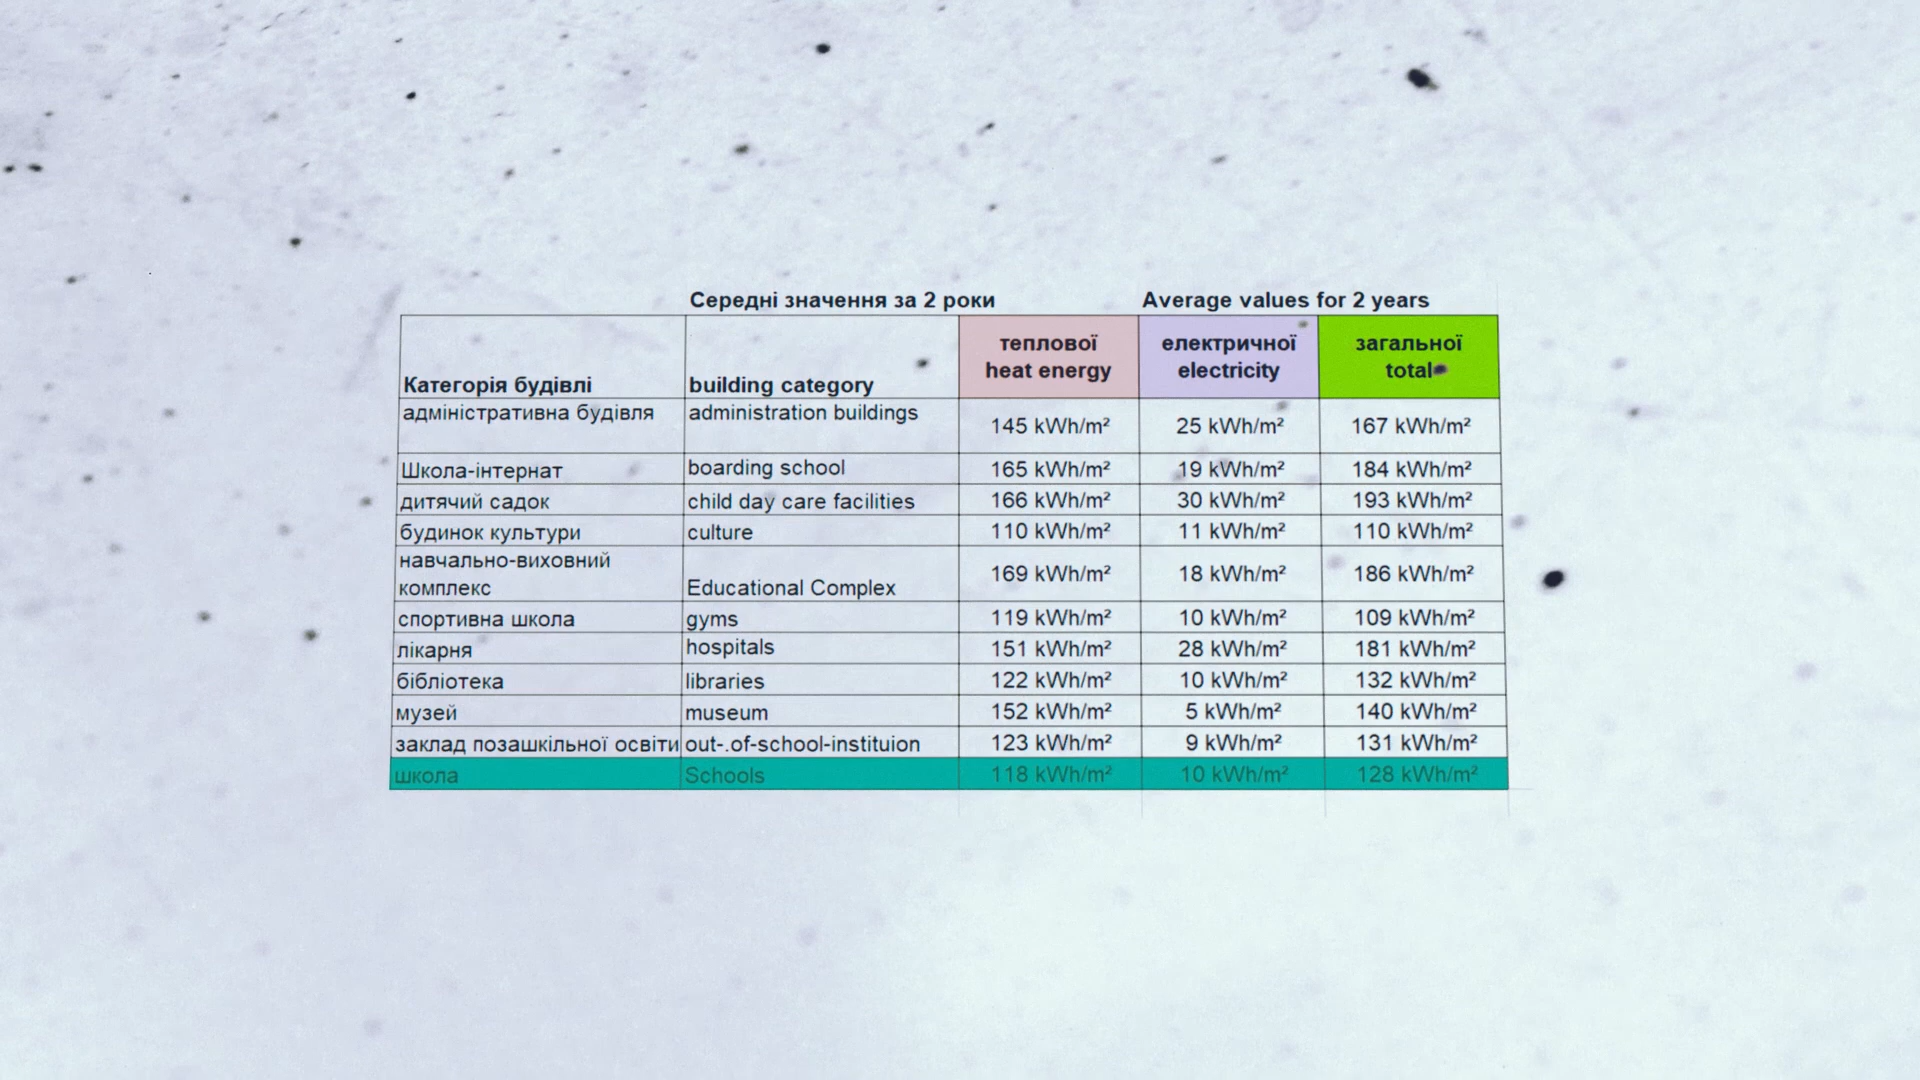 Середні значення за 2 роки Average values for 2 years
Категорія будівлі building category теплової heat energy електричної electricity загальної total
адміністративна будівля administration buildings 145 kWh/m² 25 kWh/m² 167 kWh/m²
Школа-інтернат boarding school 165 kWh/m² 19 kWh/m² 184 kWh/m²
дитячий садок child day care facilities 166 kWh/m² 30 kWh/m² 193 kWh/m²
будинок культури culture 110 kWh/m² 11 kWh/m² 110 kWh/m²
навчально-виховний комплекс Educational Complex 169 kWh/m² 18 kWh/m² 186 kWh/m²
спортивна школа gyms 119 kWh/m² 10 kWh/m² 109 kWh/m²
лікарня hospitals 151 kWh/m² 28 kWh/m² 181 kWh/m²
бібліотека libraries 122 kWh/m² 10 kWh/m² 132 kWh/m²
музей museum 152 kWh/m² 5 kWh/m² 140 kWh/m²
заклад позашкільної освіти out-.of-school-instituion 123 kWh/m² 9 kWh/m² 131 kWh/m²
школа Schools 118 kWh/m² 10 kWh/m² 128 kWh/m²